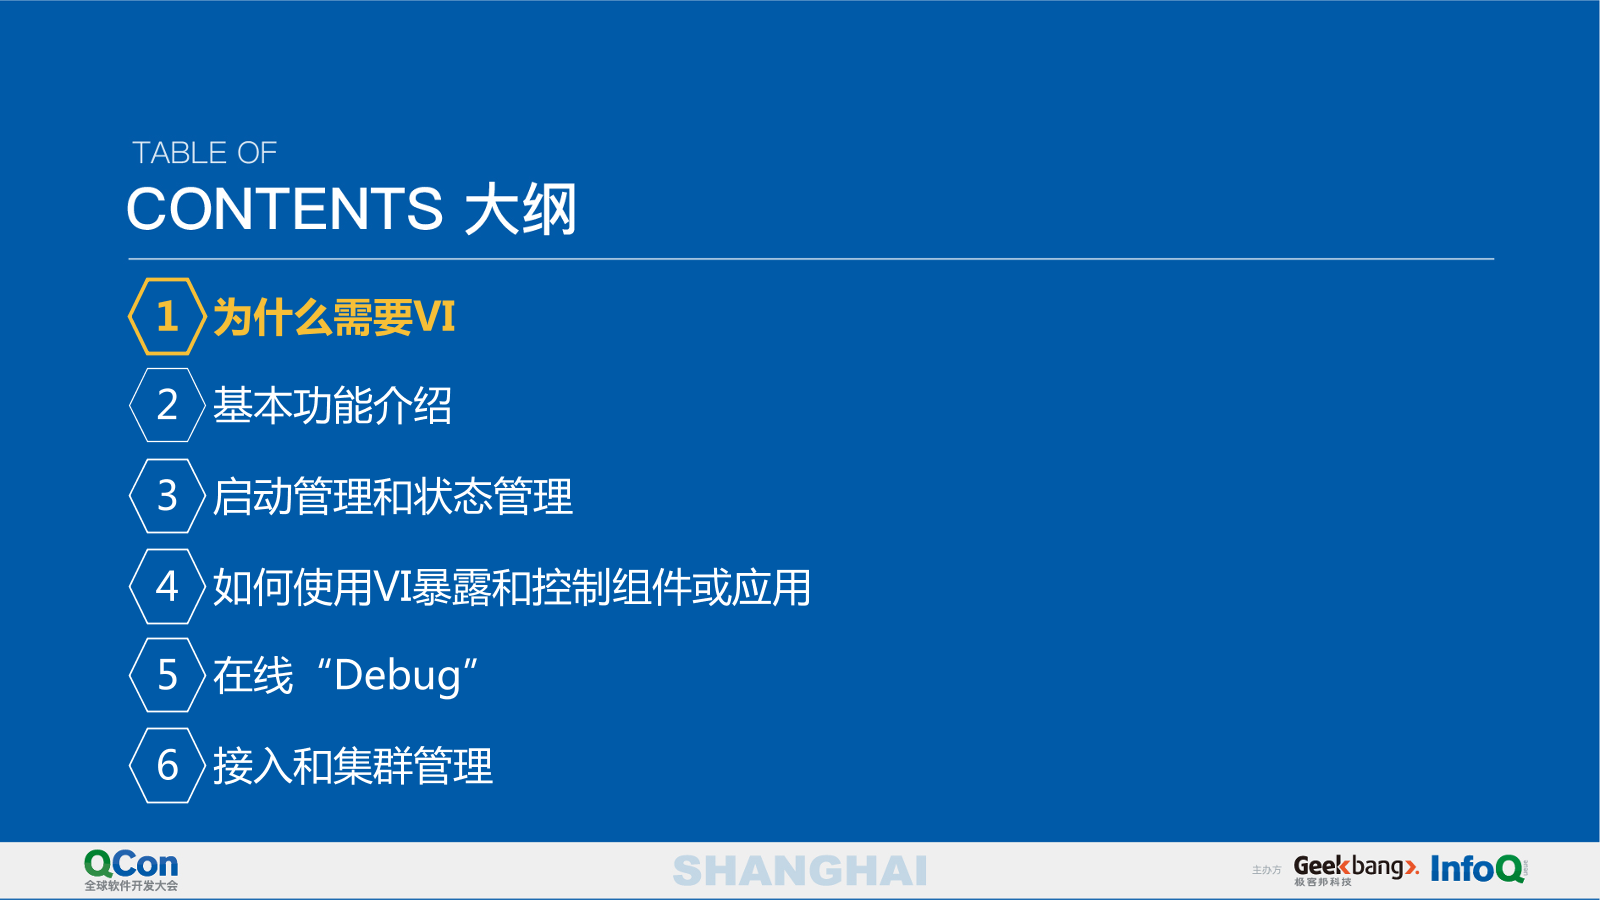 TABLE OF
CONTENTS 大纲
1 为什么需要VI
2 基本功能介绍
3 启动管理和状态管理
4 如何使用VI暴露和控制组件或应用
5 在线“Debug”
6 接入和集群管理
QCon
全球软件开发大会
SHANGHAI
主办方
Geekbang>.
极客邦科技
InfoQ